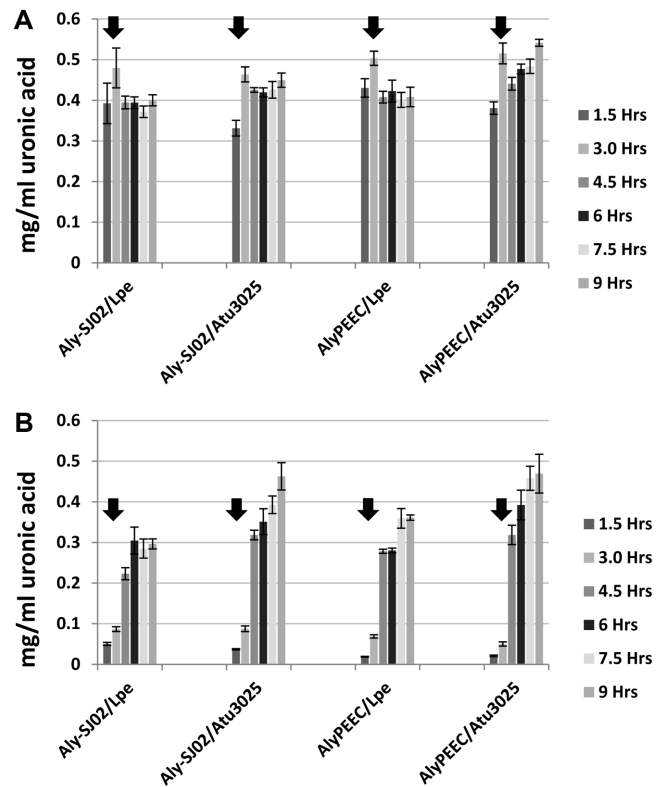 A
mg/ml uronic acid
0.6
0.5
0.4
0.3
0.2
0.1
0
Aly-SJ02/Lpe
Aly-SJ02/Atu3025
AlyPEEC/Lpe
AlyPEEC/Atu3025
1.5 Hrs
3.0 Hrs
4.5 Hrs
6 Hrs
7.5 Hrs
9 Hrs
B
mg/ml uronic acid
0.6
0.5
0.4
0.3
0.2
0.1
0
Aly-SJ02/Lpe
Aly-SJ02/Atu3025
AlyPEEC/Lpe
AlyPEEC/Atu3025
1.5 Hrs
3.0 Hrs
4.5 Hrs
6 Hrs
7.5 Hrs
9 Hrs